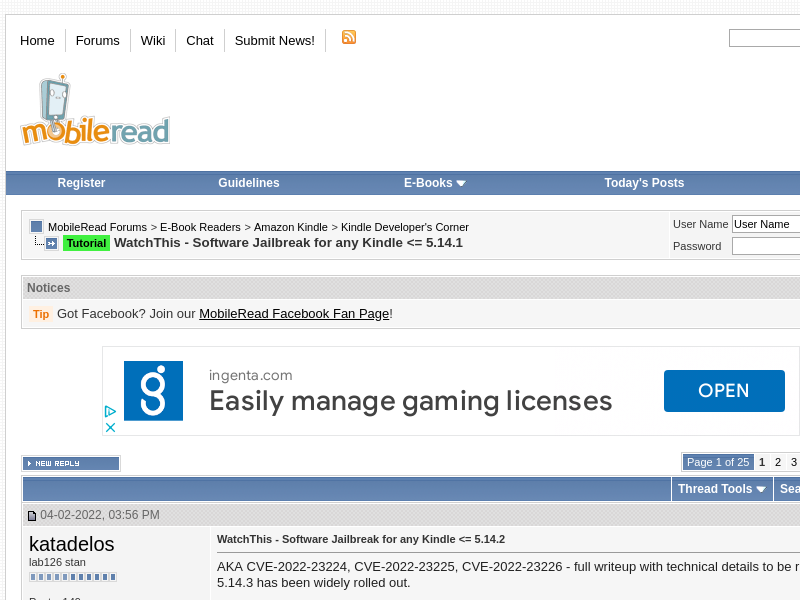 Home Forums Wiki Chat Submit News!
mobileread
Register Guidelines E-Books Today's Posts
MobileRead Forums > E-Book Readers > Amazon Kindle > Kindle Developer's Corner
Tutorial WatchThis - Software Jailbreak for any Kindle <= 5.14.1
User Name User Name
Password
Notices
Tip Got Facebook? Join our MobileRead Facebook Fan Page!
ingenta.com
Easily manage gaming licenses
OPEN
NEW REPLY
Page 1 of 25 1 2 3
Thread Tools Sea
04-02-2022, 03:56 PM
katadelos
lab126 stan
WatchThis - Software Jailbreak for any Kindle <= 5.14.2
AKA CVE-2022-23224, CVE-2022-23225, CVE-2022-23226 - full writeup with technical details to be r
5.14.3 has been widely rolled out.